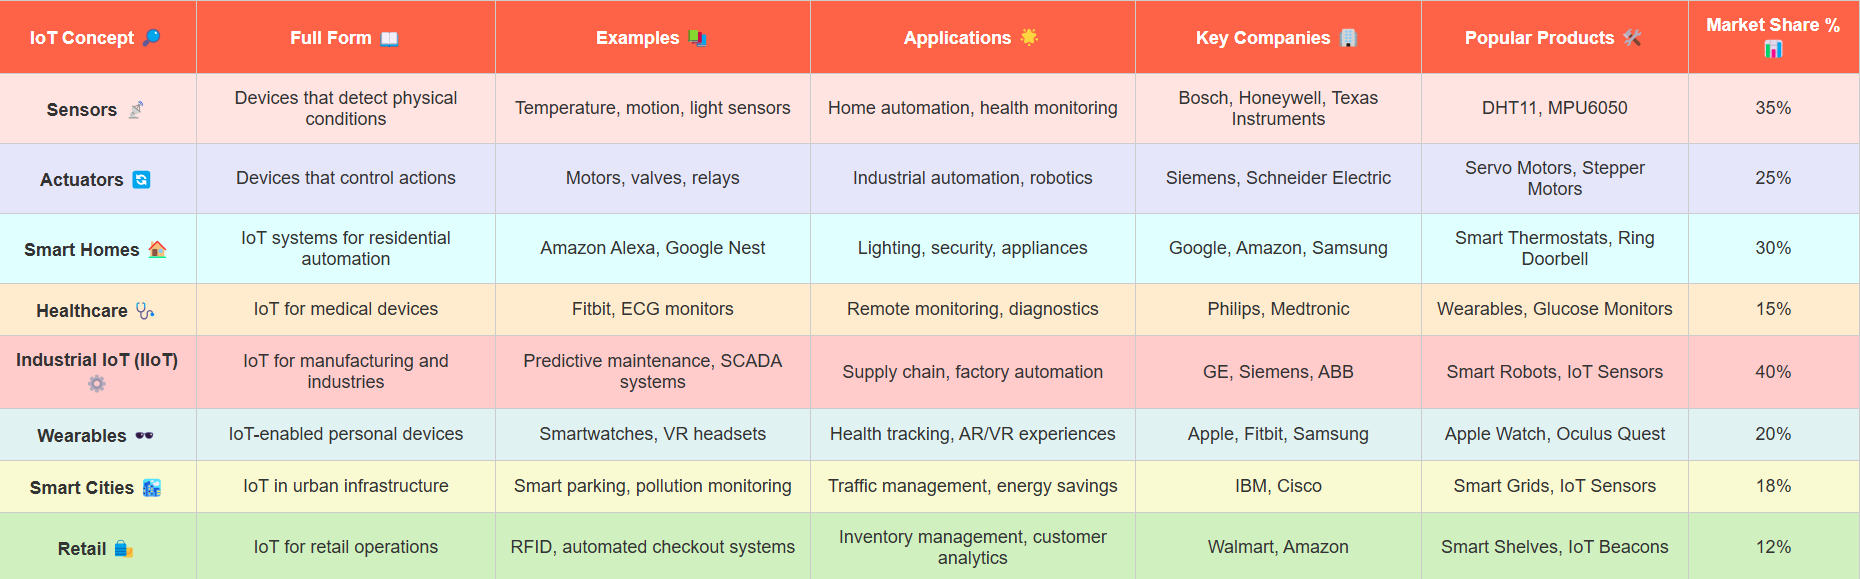 IoT Concept
Full Form
Examples
Applications
Key Companies
Popular Products
Market Share %
Sensors
Devices that detect physical
conditions
Temperature, motion, light sensors
Home automation, health monitoring
Bosch, Honeywell, Texas
Instruments
DHT11, MPU6050
35%
Actuators
Devices that control actions
Motors, valves, relays
Industrial automation, robotics
Siemens, Schneider Electric
Servo Motors, Stepper
Motors
25%
Smart Homes
IoT systems for residential
automation
Amazon Alexa, Google Nest
Lighting, security, appliances
Google, Amazon, Samsung
Smart Thermostats, Ring
Doorbell
30%
Healthcare
IoT for medical devices
Fitbit, ECG monitors
Remote monitoring, diagnostics
Philips, Medtronic
Wearables, Glucose Monitors
15%
Industrial IoT (IIoT)
IoT for manufacturing and
industries
Predictive maintenance, SCADA
systems
Supply chain, factory automation
GE, Siemens, ABB
Smart Robots, IoT Sensors
40%
Wearables
IoT-enabled personal devices
Smartwatches, VR headsets
Health tracking, AR/VR experiences
Apple, Fitbit, Samsung
Apple Watch, Oculus Quest
20%
Smart Cities
IoT in urban infrastructure
Smart parking, pollution monitoring
Traffic management, energy savings
IBM, Cisco
Smart Grids, IoT Sensors
18%
Retail
IoT for retail operations
RFID, automated checkout systems
Inventory management, customer
analytics
Walmart, Amazon
Smart Shelves, IoT Beacons
12%